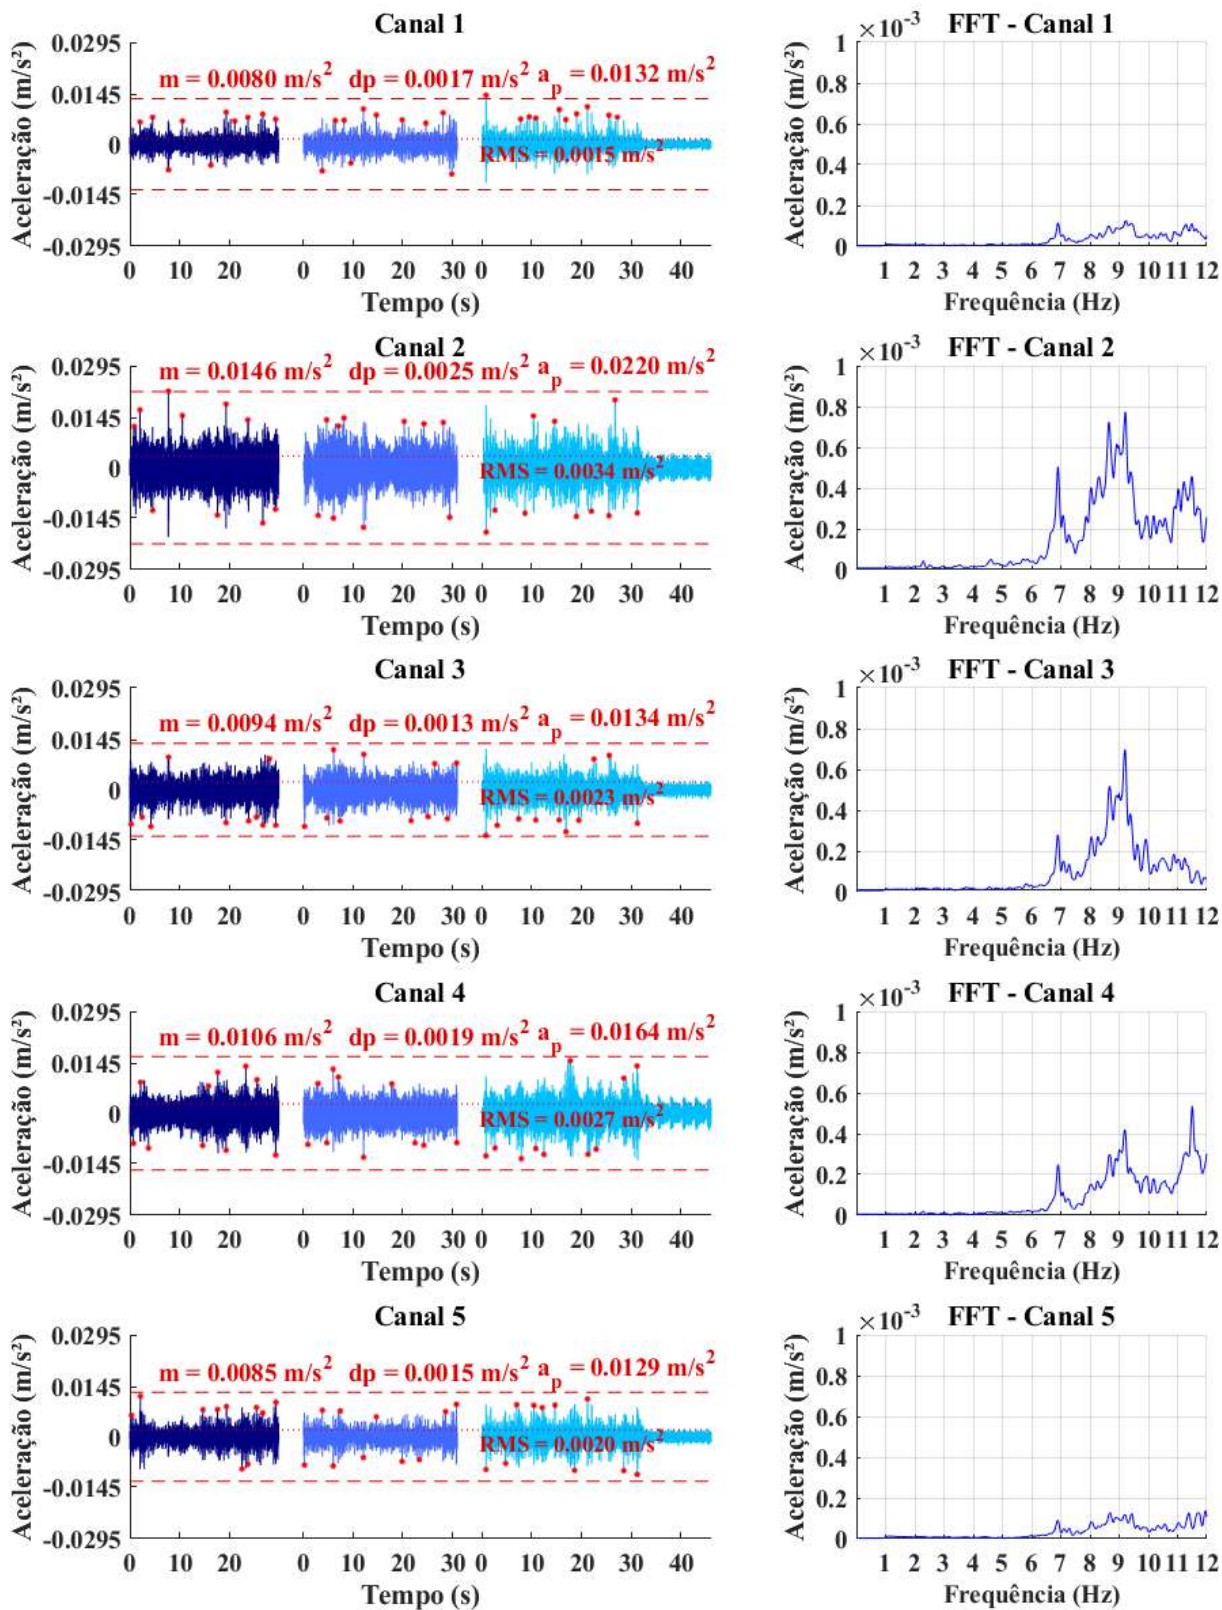 Canal 1
0.0295
0.0145
0
-0.0145
-0.0295
Aceleração (m/s²)
m = 0.0080 m/s² dp = 0.0017 m/s² a_p = 0.0132 m/s²
RMS = 0.0015 m/s²
0 10 20 0 10 20 30 0 10 20 30 40
Tempo (s)
×10⁻³ FFT - Canal 1
1
0.8
0.6
0.4
0.2
0
Aceleração (m/s²)
1 2 3 4 5 6 7 8 9 10 11 12
Frequência (Hz)
Canal 2
0.0295
0.0145
0
-0.0145
-0.0295
Aceleração (m/s²)
m = 0.0146 m/s² dp = 0.0025 m/s² a_p = 0.0220 m/s²
RMS = 0.0034 m/s²
0 10 20 0 10 20 30 0 10 20 30 40
Tempo (s)
×10⁻³ FFT - Canal 2
1
0.8
0.6
0.4
0.2
0
Aceleração (m/s²)
1 2 3 4 5 6 7 8 9 10 11 12
Frequência (Hz)
Canal 3
0.0295
0.0145
0
-0.0145
-0.0295
Aceleração (m/s²)
m = 0.0094 m/s² dp = 0.0013 m/s² a_p = 0.0134 m/s²
RMS = 0.0023 m/s²
0 10 20 0 10 20 30 0 10 20 30 40
Tempo (s)
×10⁻³ FFT - Canal 3
1
0.8
0.6
0.4
0.2
0
Aceleração (m/s²)
1 2 3 4 5 6 7 8 9 10 11 12
Frequência (Hz)
Canal 4
0.0295
0.0145
0
-0.0145
-0.0295
Aceleração (m/s²)
m = 0.0106 m/s² dp = 0.0019 m/s² a_p = 0.0164 m/s²
RMS = 0.0027 m/s²
0 10 20 0 10 20 30 0 10 20 30 40
Tempo (s)
×10⁻³ FFT - Canal 4
1
0.8
0.6
0.4
0.2
0
Aceleração (m/s²)
1 2 3 4 5 6 7 8 9 10 11 12
Frequência (Hz)
Canal 5
0.0295
0.0145
0
-0.0145
-0.0295
Aceleração (m/s²)
m = 0.0085 m/s² dp = 0.0015 m/s² a_p = 0.0129 m/s²
RMS = 0.0020 m/s²
0 10 20 0 10 20 30 0 10 20 30 40
Tempo (s)
×10⁻³ FFT - Canal 5
1
0.8
0.6
0.4
0.2
0
Aceleração (m/s²)
1 2 3 4 5 6 7 8 9 10 11 12
Frequência (Hz)